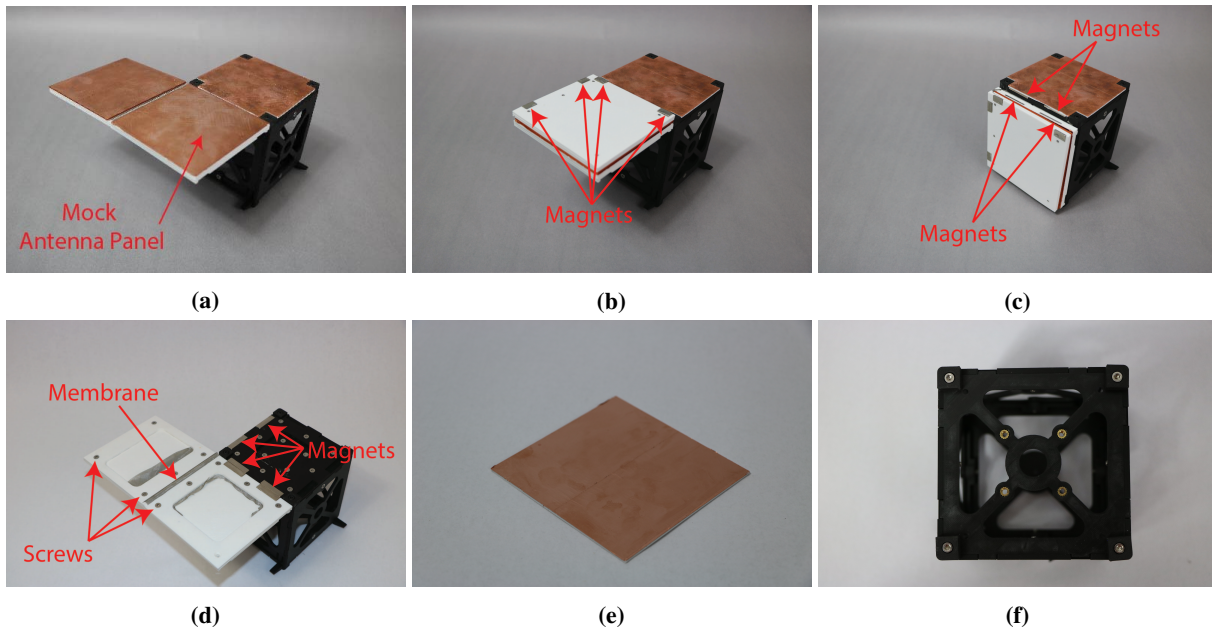 Mock
Antenna Panel
(a)
Magnets
(b)
Magnets
Magnets
(c)
Membrane
Magnets
Screws
(d)
(e)
(f)